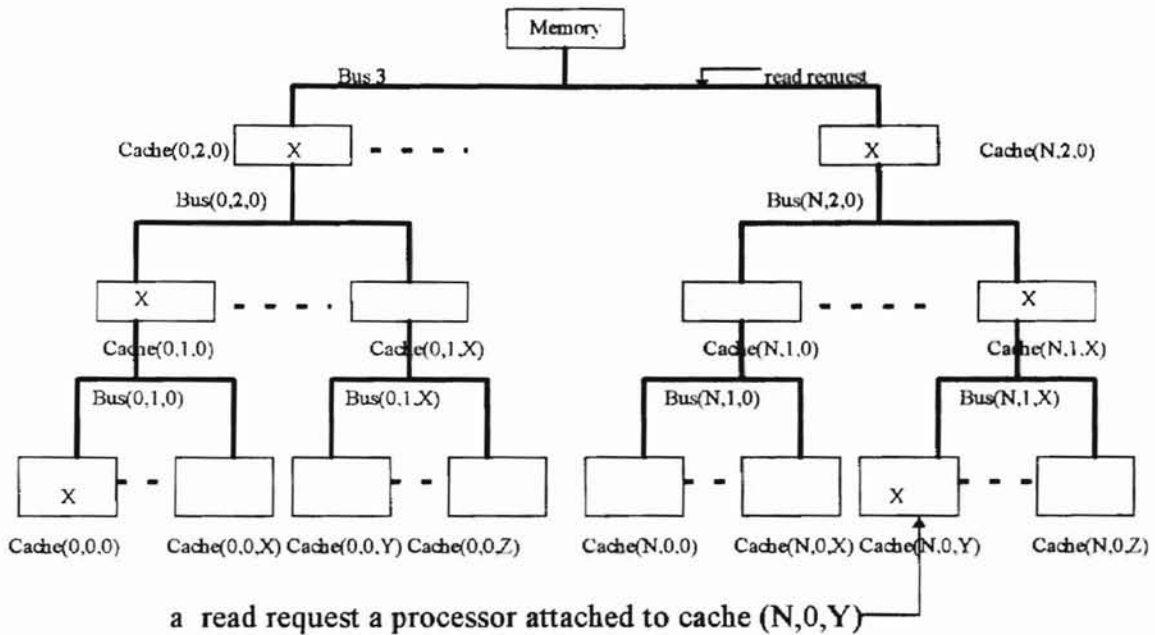 Memory
Bus 3
read request
Cache(0,2,0)
X
X
Cache(N,2,0)
Bus(0,2,0)
Bus(N,2,0)
X
X
Cache(0,1,0)
Cache(0,1,X)
Cache(N,1,0)
Cache(N,1,X)
Bus(0,1,0)
Bus(0,1,X)
Bus(N,1,0)
Bus(N,1,X)
X
X
Cache(0,0,0)
Cache(0,0,X)
Cache(0,0,Y)
Cache(0,0,Z)
Cache(N,0,0)
Cache(N,0,X)
Cache(N,0,Y)
Cache(N,0,Z)
a read request a processor attached to cache (N,0,Y)